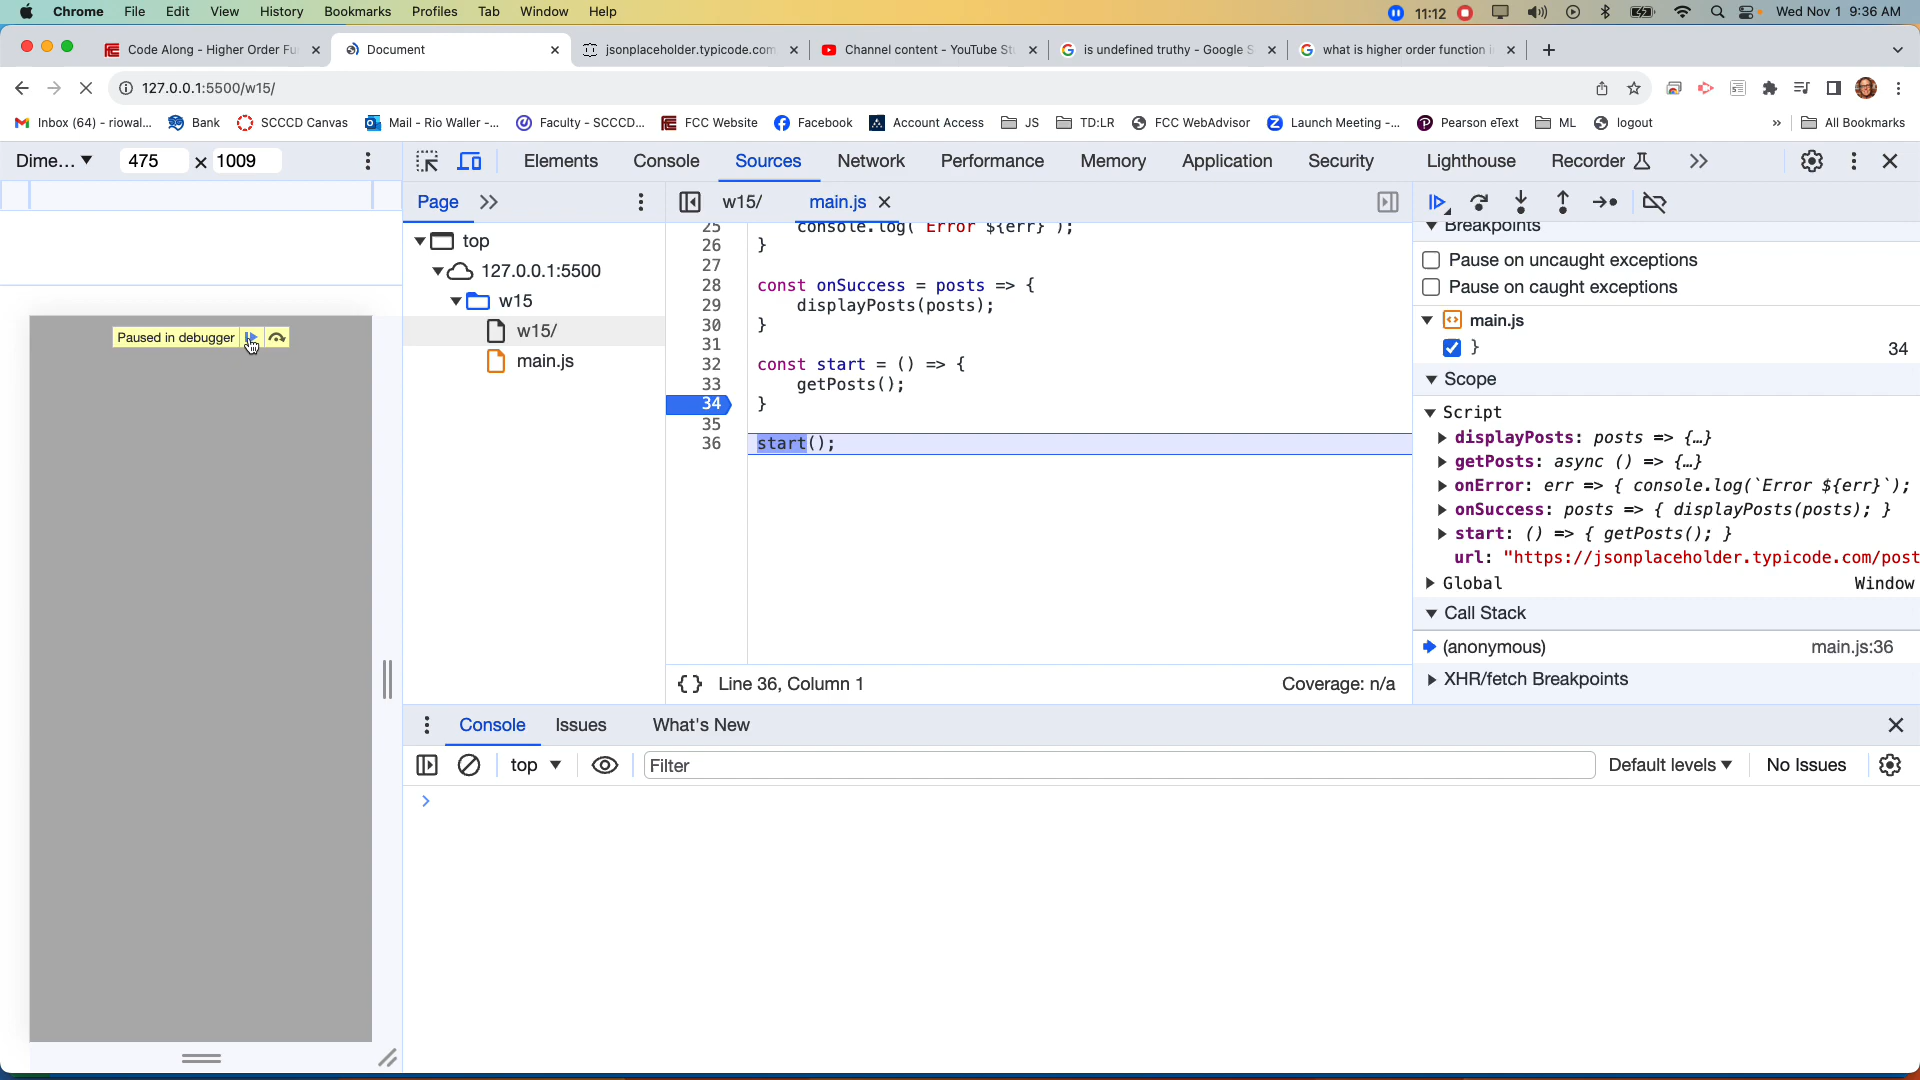 Chrome File Edit View History Bookmarks Profiles Tab Window Help 11:12 Wed Nov 1 9:36 AM
Code Along - Higher Order Fu
Document
jsonplaceholder.typicode.com
Channel content - YouTube St
is undefined truthy - Google S
what is higher order function i
127.0.0.1:5500/w15/
Inbox (64) - riowal... Bank SCCCD Canvas Mail - Rio Waller -... Faculty - SCCCD... FCC Website Facebook Account Access JS TD:LR FCC WebAdvisor Launch Meeting -... Pearson eText ML logout » All Bookmarks
Dime... 475 × 1009
Elements Console Sources Network Performance Memory Application Security Lighthouse Recorder
Page
w15/ main.js
top
127.0.0.1:5500
w15
w15/
main.js
Paused in debugger
25 console.log(`Error ${err}`);
26 }
27
28 const onSuccess = posts => {
29 displayPosts(posts);
30 }
31
32 const start = () => {
33 getPosts();
34 }
35
36 start();
{} Line 36, Column 1 Coverage: n/a
Breakpoints
Pause on uncaught exceptions
Pause on caught exceptions
main.js
} 34
Scope
Script
displayPosts: posts => {…}
getPosts: async () => {…}
onError: err => { console.log(`Error ${err}`);
onSuccess: posts => { displayPosts(posts); }
start: () => { getPosts(); }
url: "https://jsonplaceholder.typicode.com/post
Global Window
Call Stack
(anonymous) main.js:36
XHR/fetch Breakpoints
Console Issues What's New
top Filter Default levels No Issues